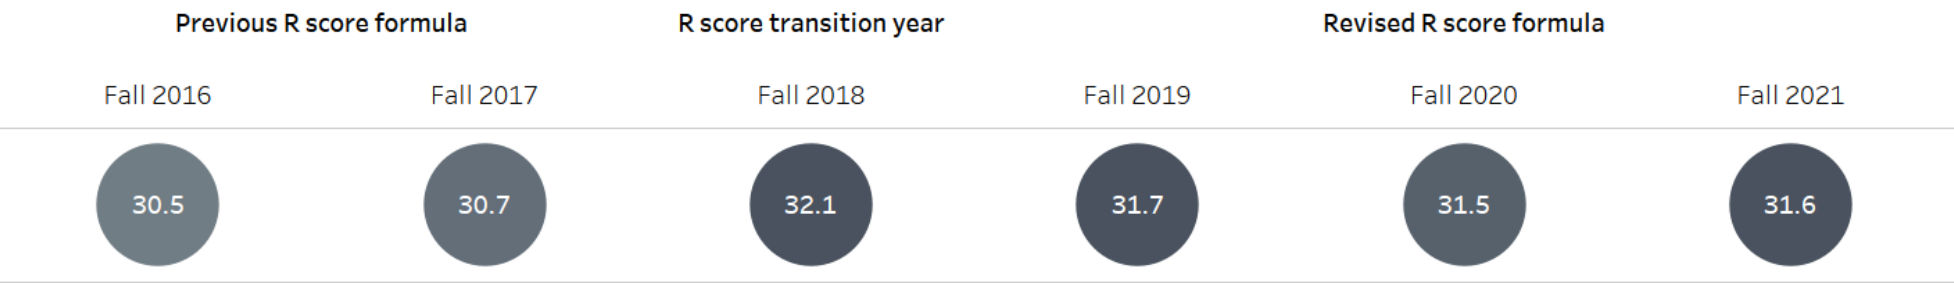 Previous R score formula R score transition year Revised R score formula
Fall 2016 Fall 2017 Fall 2018 Fall 2019 Fall 2020 Fall 2021
30.5 30.7 32.1 31.7 31.5 31.6